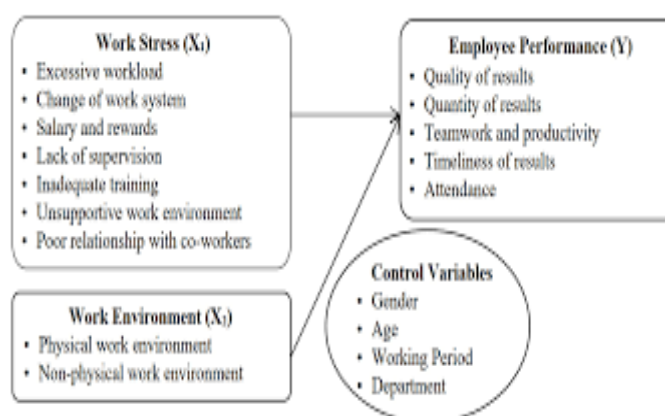 Work Stress (X₁)
• Excessive workload
• Change of work system
• Salary and rewards
• Lack of supervision
• Inadequate training
• Unsupportive work environment
• Poor relationship with co-workers
Work Environment (X₂)
• Physical work environment
• Non-physical work environment
Employee Performance (Y)
• Quality of results
• Quantity of results
• Teamwork and productivity
• Timeliness of results
• Attendance
Control Variables
• Gender
• Age
• Working Period
• Department